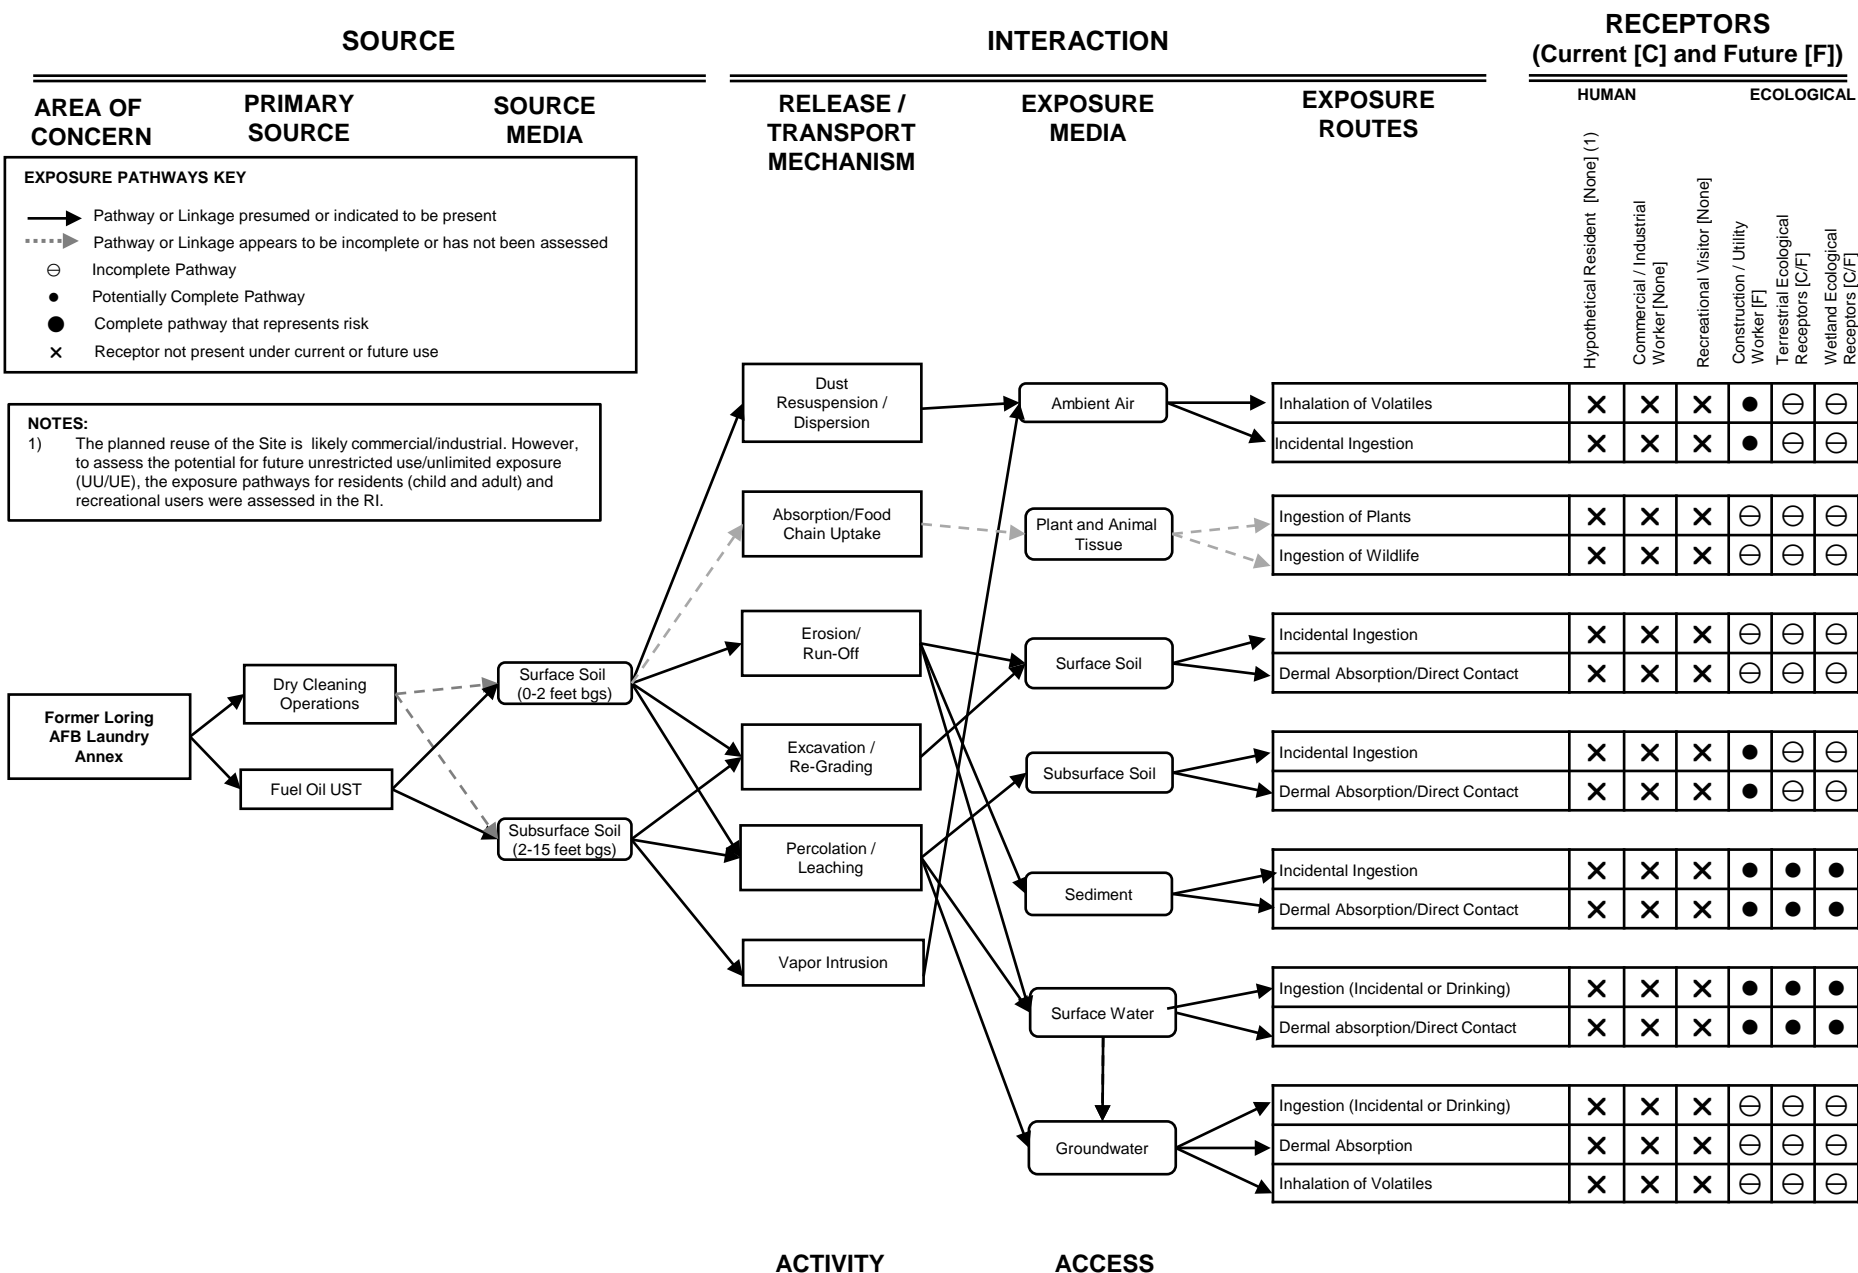 SOURCE
INTERACTION
RECEPTORS
(Current [C] and Future [F])
AREA OF
CONCERN
PRIMARY
SOURCE
SOURCE
MEDIA
RELEASE /
TRANSPORT
MECHANISM
EXPOSURE
MEDIA
EXPOSURE
ROUTES
HUMAN
ECOLOGICAL
Hypothetical Resident [None] (1)
Commercial / Industrial
Worker [None]
Recreational Visitor [None]
Construction / Utility
Worker [F]
Terrestrial Ecological
Receptors [C/F]
Wetland Ecological
Receptors [C/F]
EXPOSURE PATHWAYS KEY
Pathway or Linkage presumed or indicated to be present
Pathway or Linkage appears to be incomplete or has not been assessed
Incomplete Pathway
Potentially Complete Pathway
Complete pathway that represents risk
Receptor not present under current or future use
NOTES:
1) The planned reuse of the Site is likely commercial/industrial. However,
to assess the potential for future unrestricted use/unlimited exposure
(UU/UE), the exposure pathways for residents (child and adult) and
recreational users were assessed in the RI.
Former Loring
AFB Laundry
Annex
Dry Cleaning
Operations
Fuel Oil UST
Surface Soil
(0-2 feet bgs)
Subsurface Soil
(2-15 feet bgs)
Dust
Resuspension /
Dispersion
Absorption/Food
Chain Uptake
Erosion/
Run-Off
Excavation /
Re-Grading
Percolation /
Leaching
Vapor Intrusion
Ambient Air
Plant and Animal
Tissue
Surface Soil
Subsurface Soil
Sediment
Surface Water
Groundwater
Inhalation of Volatiles
Incidental Ingestion
Ingestion of Plants
Ingestion of Wildlife
Incidental Ingestion
Dermal Absorption/Direct Contact
Incidental Ingestion
Dermal Absorption/Direct Contact
Incidental Ingestion
Dermal Absorption/Direct Contact
Ingestion (Incidental or Drinking)
Dermal absorption/Direct Contact
Ingestion (Incidental or Drinking)
Dermal Absorption
Inhalation of Volatiles
ACTIVITY
ACCESS